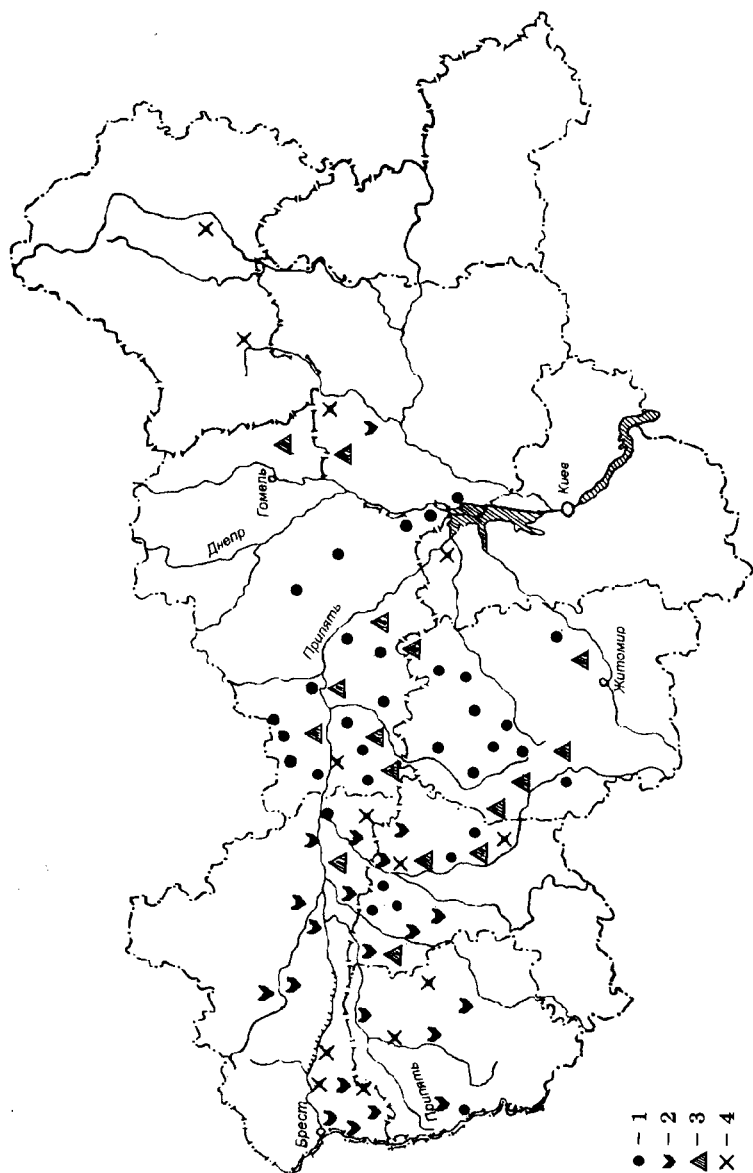 Днепр
Гомель
Припять
Киев
Житомир
Брест
Припять
– 1
– 2
– 3
– 4